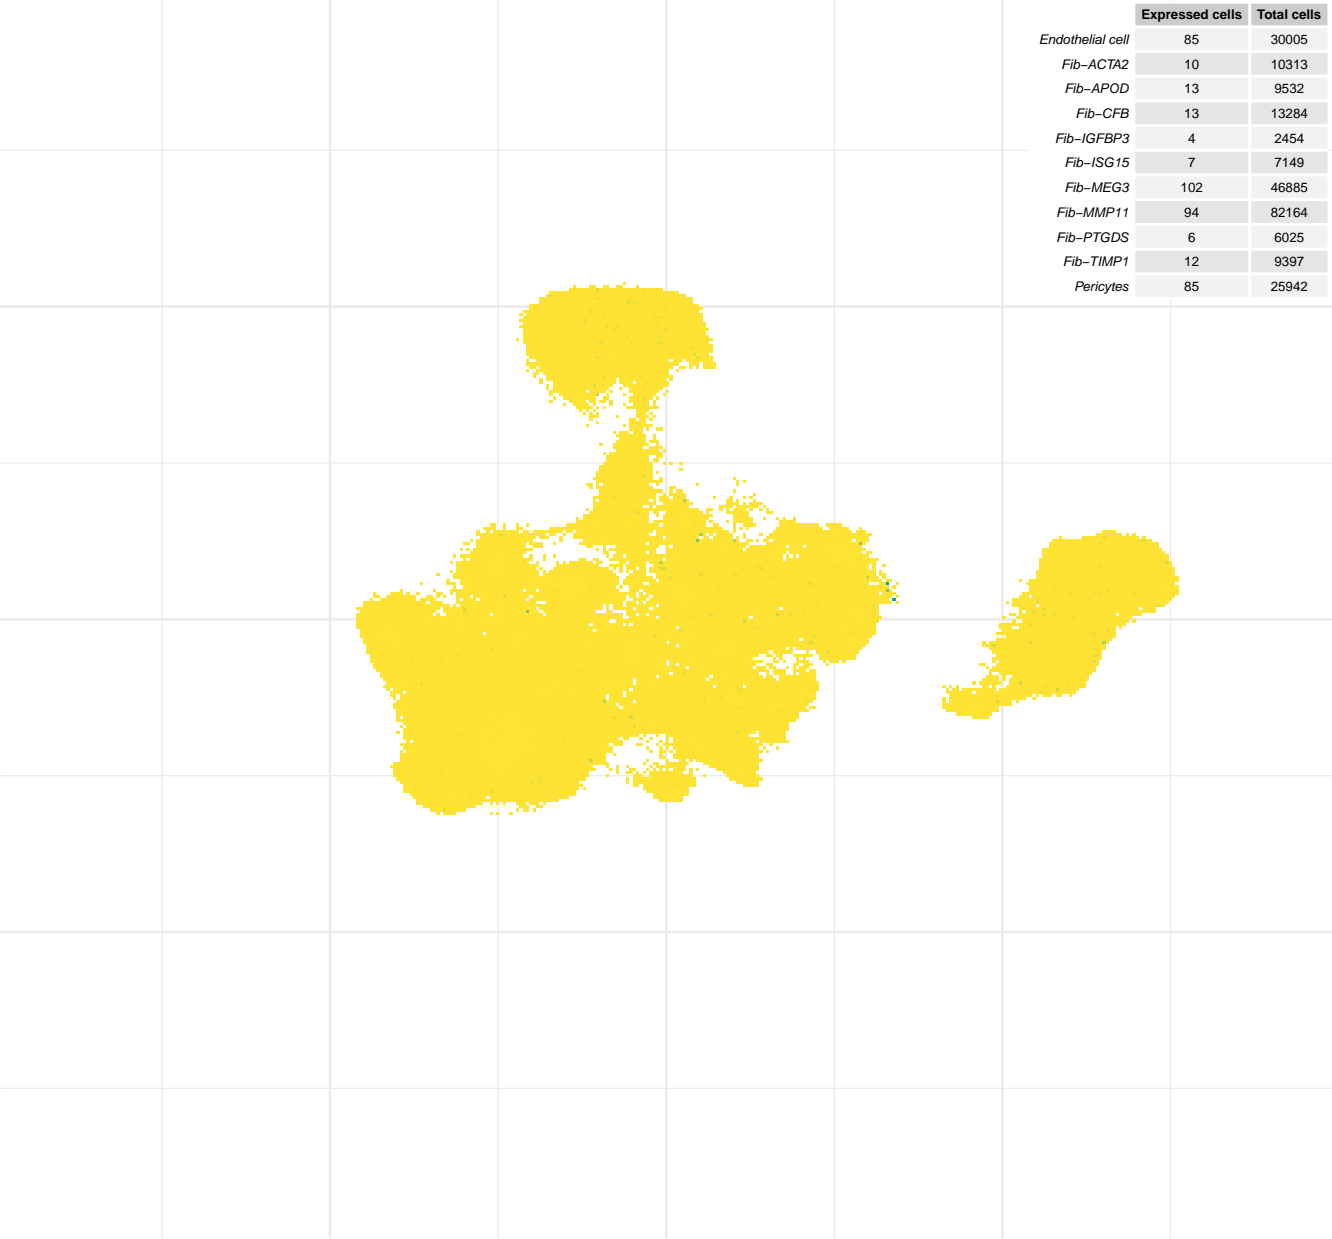 Expressed cells Total cells
Endothelial cell 85 30005
Fib−ACTA2 10 10313
Fib−APOD 13 9532
Fib−CFB 13 13284
Fib−IGFBP3 4 2454
Fib−ISG15 7 7149
Fib−MEG3 102 46885
Fib−MMP11 94 82164
Fib−PTGDS 6 6025
Fib−TIMP1 12 9397
Pericytes 85 25942